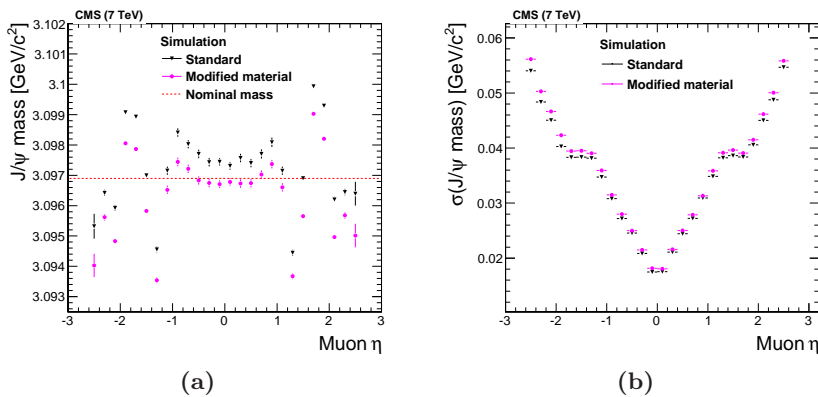 CMS (7 TeV)
J/ψ mass [GeV/c²]
3.102
3.101
3.1
3.099
3.098
3.097
3.096
3.095
3.094
3.093
Simulation
Standard
Modified material
Nominal mass
-3 -2 -1 0 1 2 3
Muon η
(a)
CMS (7 TeV)
σ(J/ψ mass) [GeV/c²]
0.06
0.05
0.04
0.03
0.02
Simulation
Standard
Modified material
-3 -2 -1 0 1 2 3
Muon η
(b)